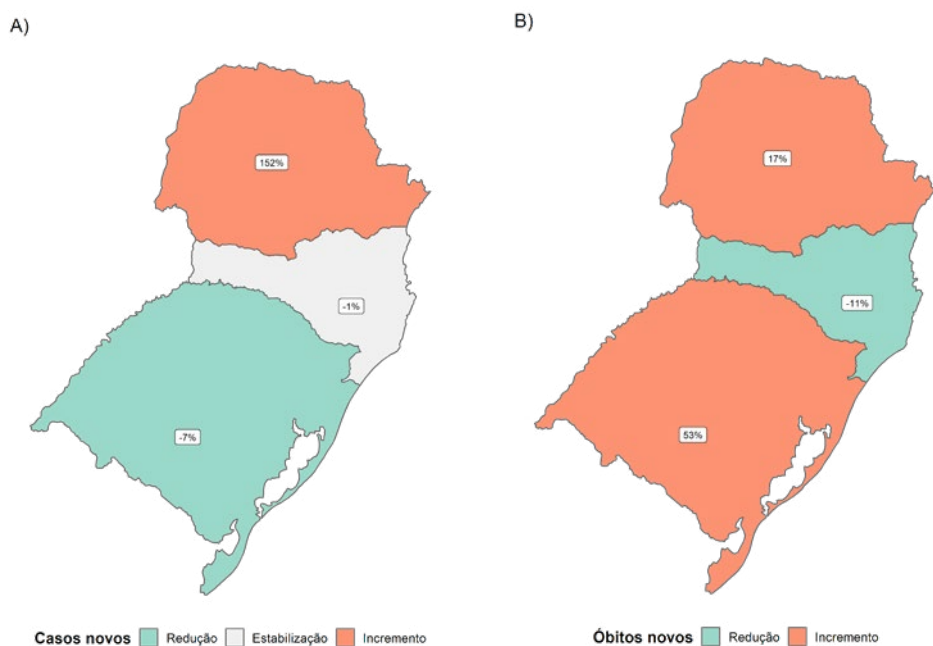 A)
B)
152%
-1%
-7%
17%
-11%
53%
Casos novos Redução Estabilização Incremento
Óbitos novos Redução Incremento